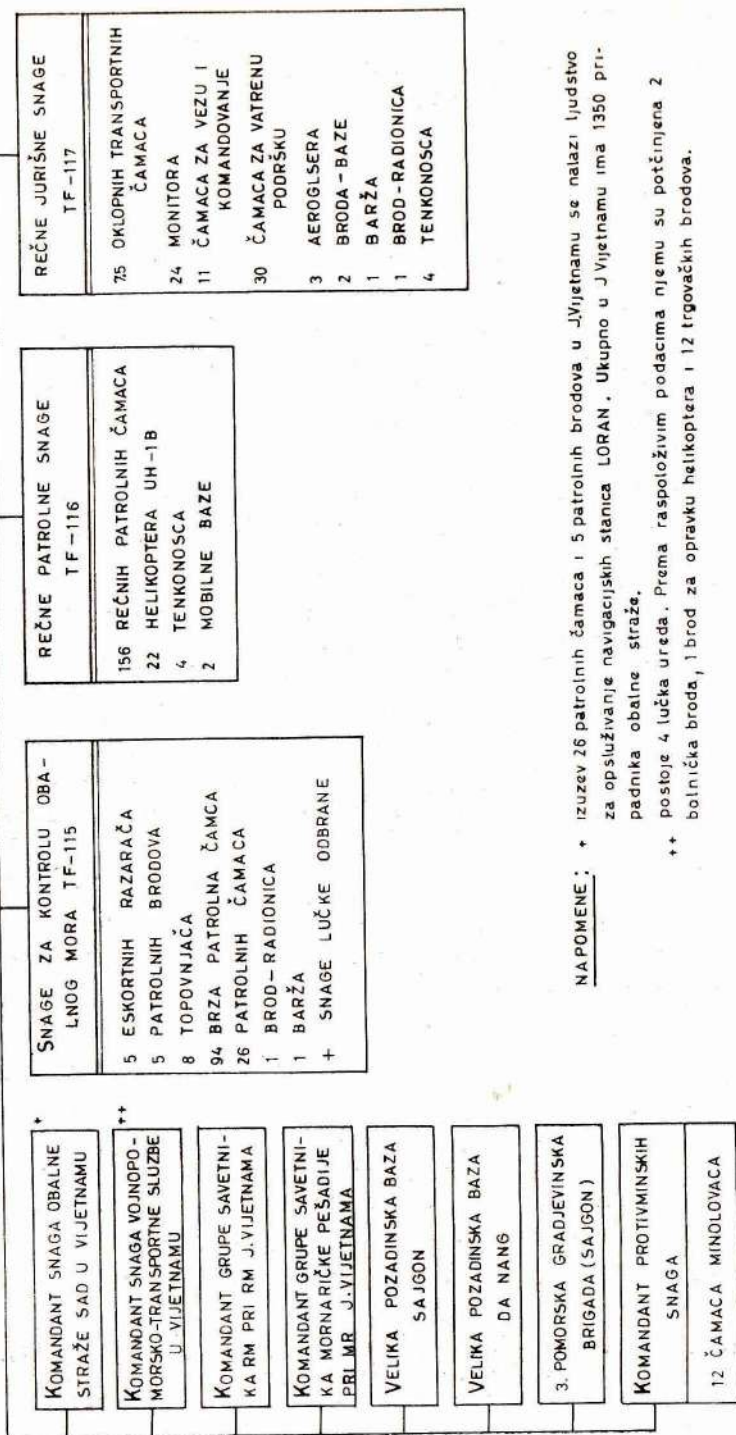 KOMANDANT SNAGA OBALNE +
STRAŽE SAD U VIJETNAMU
KOMANDANT SNAGA VOJNOPO- ++
MORSKO-TRANSPORTNE SLUZBE
U VIJETNAMU
KOMANDANT GRUPE SAVETNI-
KA RM PRI RM J.VIJETNAMA
KOMANDANT GRUPE SAVETNI-
KA MORNARIČKE PEŠADIJE
PRI MR J.VIJETNAMA
VELIKA POZADINSKA BAZA
SAJGON
VELIKA POZADINSKA BAZA
DA NANG
3. POMORSKA GRADJEVINSKA
BRIGADA (SAJGON)
KOMANDANT PROTIVMINSKIH
SNAGA
12 ČAMACA MINOLOVACA
SNAGE ZA KONTROLU OBA-
LNOG MORA TF-115
5 ESKORTNIH RAZARAČA
5 PATROLNIH BRODOVA
8 TOPOVNJAČA
94 BRZA PATROLNA ČAMCA
26 PATROLNIH ČAMACA
1 BROD-RADIONICA
1 BARŽA
+ SNAGE LUČKE ODBRANE
REČNE PATROLNE SNAGE
TF-116
156 REČNIH PATROLNIH ČAMACA
22 HELIKOPTERA UH-1B
4 TENKONOSCA
2 MOBILNE BAZE
REČNE JURIŠNE SNAGE
TF-117
75 OKLOPNIH TRANSPORTNIH
ČAMACA
24 MONITORA
11 ČAMACA ZA VEZU I
KOMANDOVANJE
30 ČAMACA ZA VATRENU
PODRŠKU
3 AEROGLSERA
2 BRODA-BAZE
1 BARŽA
1 BROD-RADIONICA
4 TENKONOSCA
NAPOMENE: + izuzev 26 patrolnih čamaca i 5 patrolnih brodova u J.Vijetnamu se nalazi ljudstvo
za opsluživanje navigacijskih stanica LORAN. Ukupno u J Vijetnamu ima 1350 pri-
padnika obalne straže.
++ postoje 4 lučka ureda. Prema raspoloživim podacima njemu su potčinjena 2
bolnička broda, 1 brod za opravku helikoptera i 12 trgovačkih brodova.